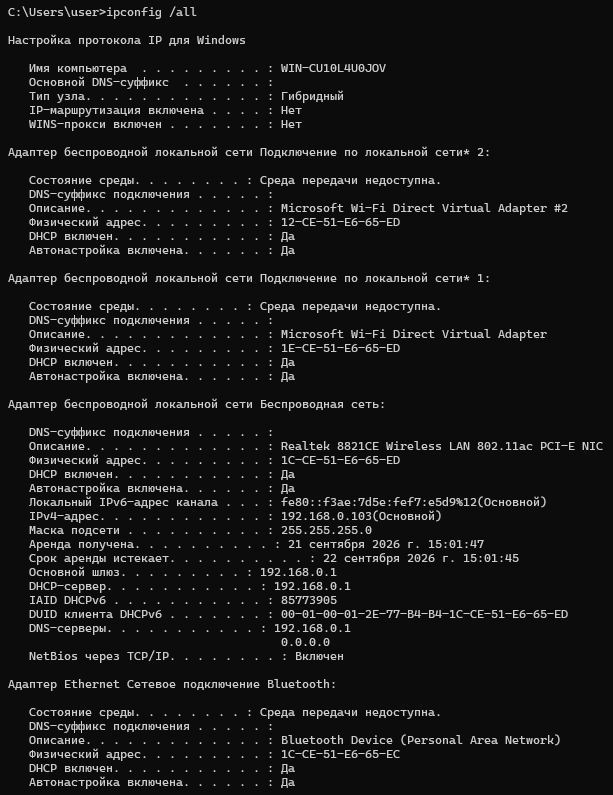 C:\Users\user>ipconfig /all
Настройка протокола IP для Windows
Имя компьютера  . . . . . . . . . : WIN-CU10L4U0JOV
Основной DNS-суффикс  . . . . . . :
Тип узла. . . . . . . . . . . . . : Гибридный
IP-маршрутизация включена . . . . : Нет
WINS-прокси включен . . . . . . . : Нет
Адаптер беспроводной локальной сети Подключение по локальной сети* 2:
Состояние среды. . . . . . . . : Среда передачи недоступна.
DNS-суффикс подключения . . . . . :
Описание. . . . . . . . . . . . . : Microsoft Wi-Fi Direct Virtual Adapter #2
Физический адрес. . . . . . . . . : 12-CE-51-E6-65-ED
DHCP включен. . . . . . . . . . . : Да
Автонастройка включена. . . . . . : Да
Адаптер беспроводной локальной сети Подключение по локальной сети* 1:
Состояние среды. . . . . . . . : Среда передачи недоступна.
DNS-суффикс подключения . . . . . :
Описание. . . . . . . . . . . . . : Microsoft Wi-Fi Direct Virtual Adapter
Физический адрес. . . . . . . . . : 1E-CE-51-E6-65-ED
DHCP включен. . . . . . . . . . . : Да
Автонастройка включена. . . . . . : Да
Адаптер беспроводной локальной сети Беспроводная сеть:
DNS-суффикс подключения . . . . . :
Описание. . . . . . . . . . . . . : Realtek 8821CE Wireless LAN 802.11ac PCI-E NIC
Физический адрес. . . . . . . . . : 1C-CE-51-E6-65-ED
DHCP включен. . . . . . . . . . . : Да
Автонастройка включена. . . . . . : Да
Локальный IPv6-адрес канала . . . : fe80::f3ae:7d5e:fef7:e5d9%12(Основной)
IPv4-адрес. . . . . . . . . . . . : 192.168.0.103(Основной)
Маска подсети . . . . . . . . . . : 255.255.255.0
Аренда получена. . . . . . . . . . : 21 сентября 2026 г. 15:01:47
Срок аренды истекает. . . . . . . . . . : 22 сентября 2026 г. 15:01:45
Основной шлюз. . . . . . . . . : 192.168.0.1
DHCP-сервер. . . . . . . . . . . : 192.168.0.1
IAID DHCPv6 . . . . . . . . . . . : 85773905
DUID клиента DHCPv6 . . . . . . . : 00-01-00-01-2E-77-B4-B4-1C-CE-51-E6-65-ED
DNS-серверы. . . . . . . . . . . : 192.168.0.1
0.0.0.0
NetBios через TCP/IP. . . . . . . . : Включен
Адаптер Ethernet Сетевое подключение Bluetooth:
Состояние среды. . . . . . . . : Среда передачи недоступна.
DNS-суффикс подключения . . . . . :
Описание. . . . . . . . . . . . . : Bluetooth Device (Personal Area Network)
Физический адрес. . . . . . . . . : 1C-CE-51-E6-65-EC
DHCP включен. . . . . . . . . . . : Да
Автонастройка включена. . . . . . : Да